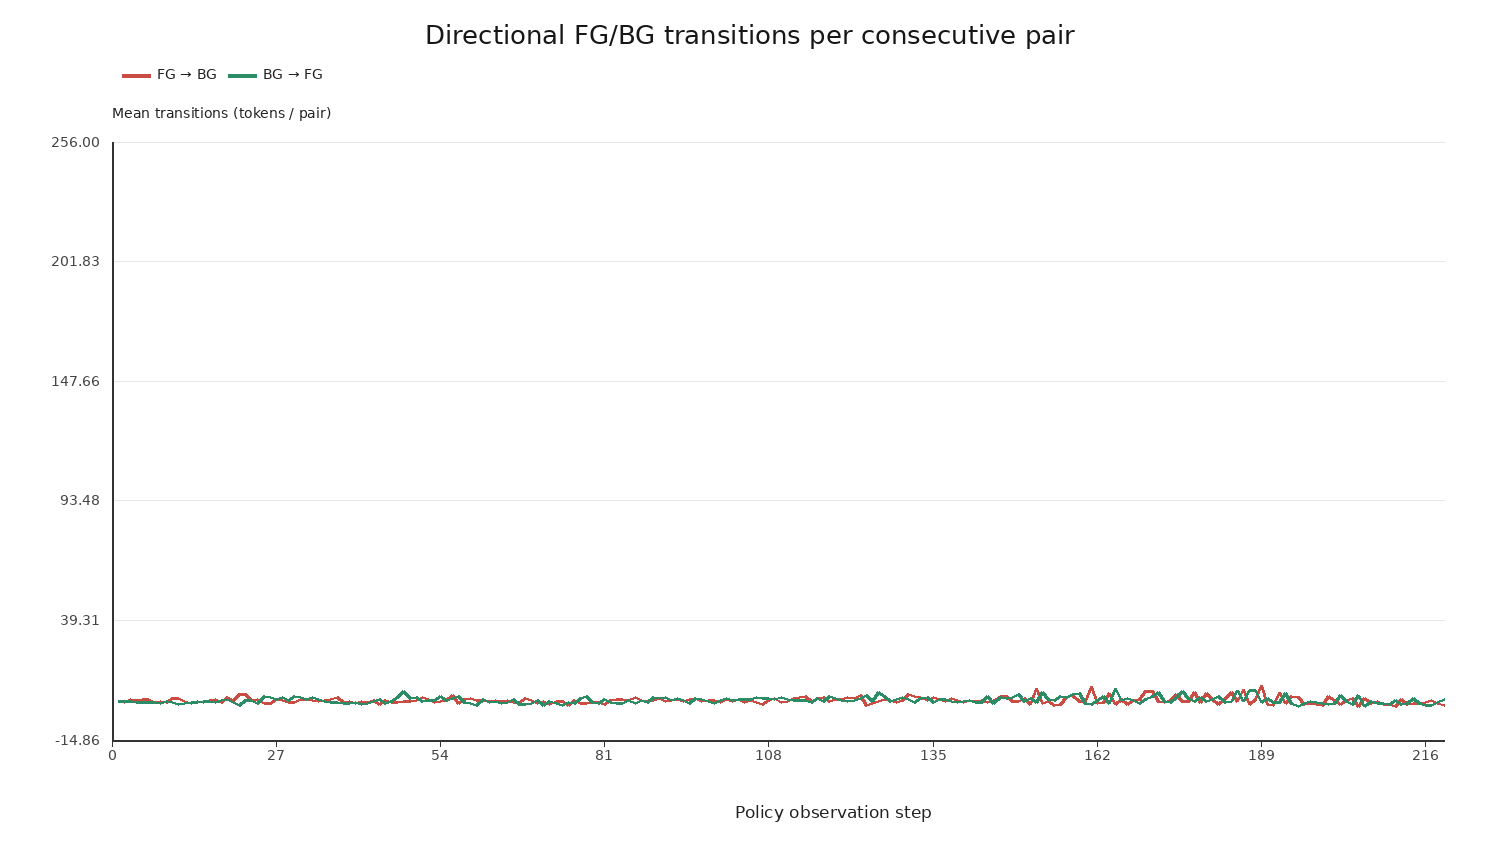 Directional FG/BG transitions per consecutive pair
FG → BG BG → FG
Mean transitions (tokens / pair)
256.00
201.83
147.66
93.48
39.31
-14.86
0 27 54 81 108 135 162 189 216
Policy observation step